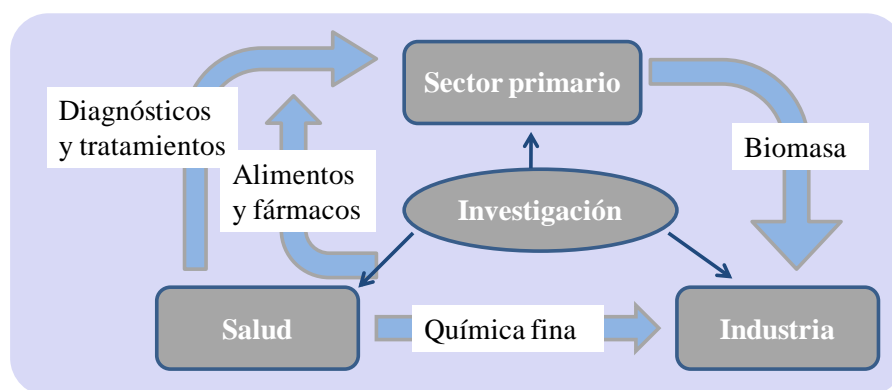 Sector primario
Diagnósticos
y tratamientos
Biomasa
Alimentos
y fármacos
Investigación
Salud
Química fina
Industria